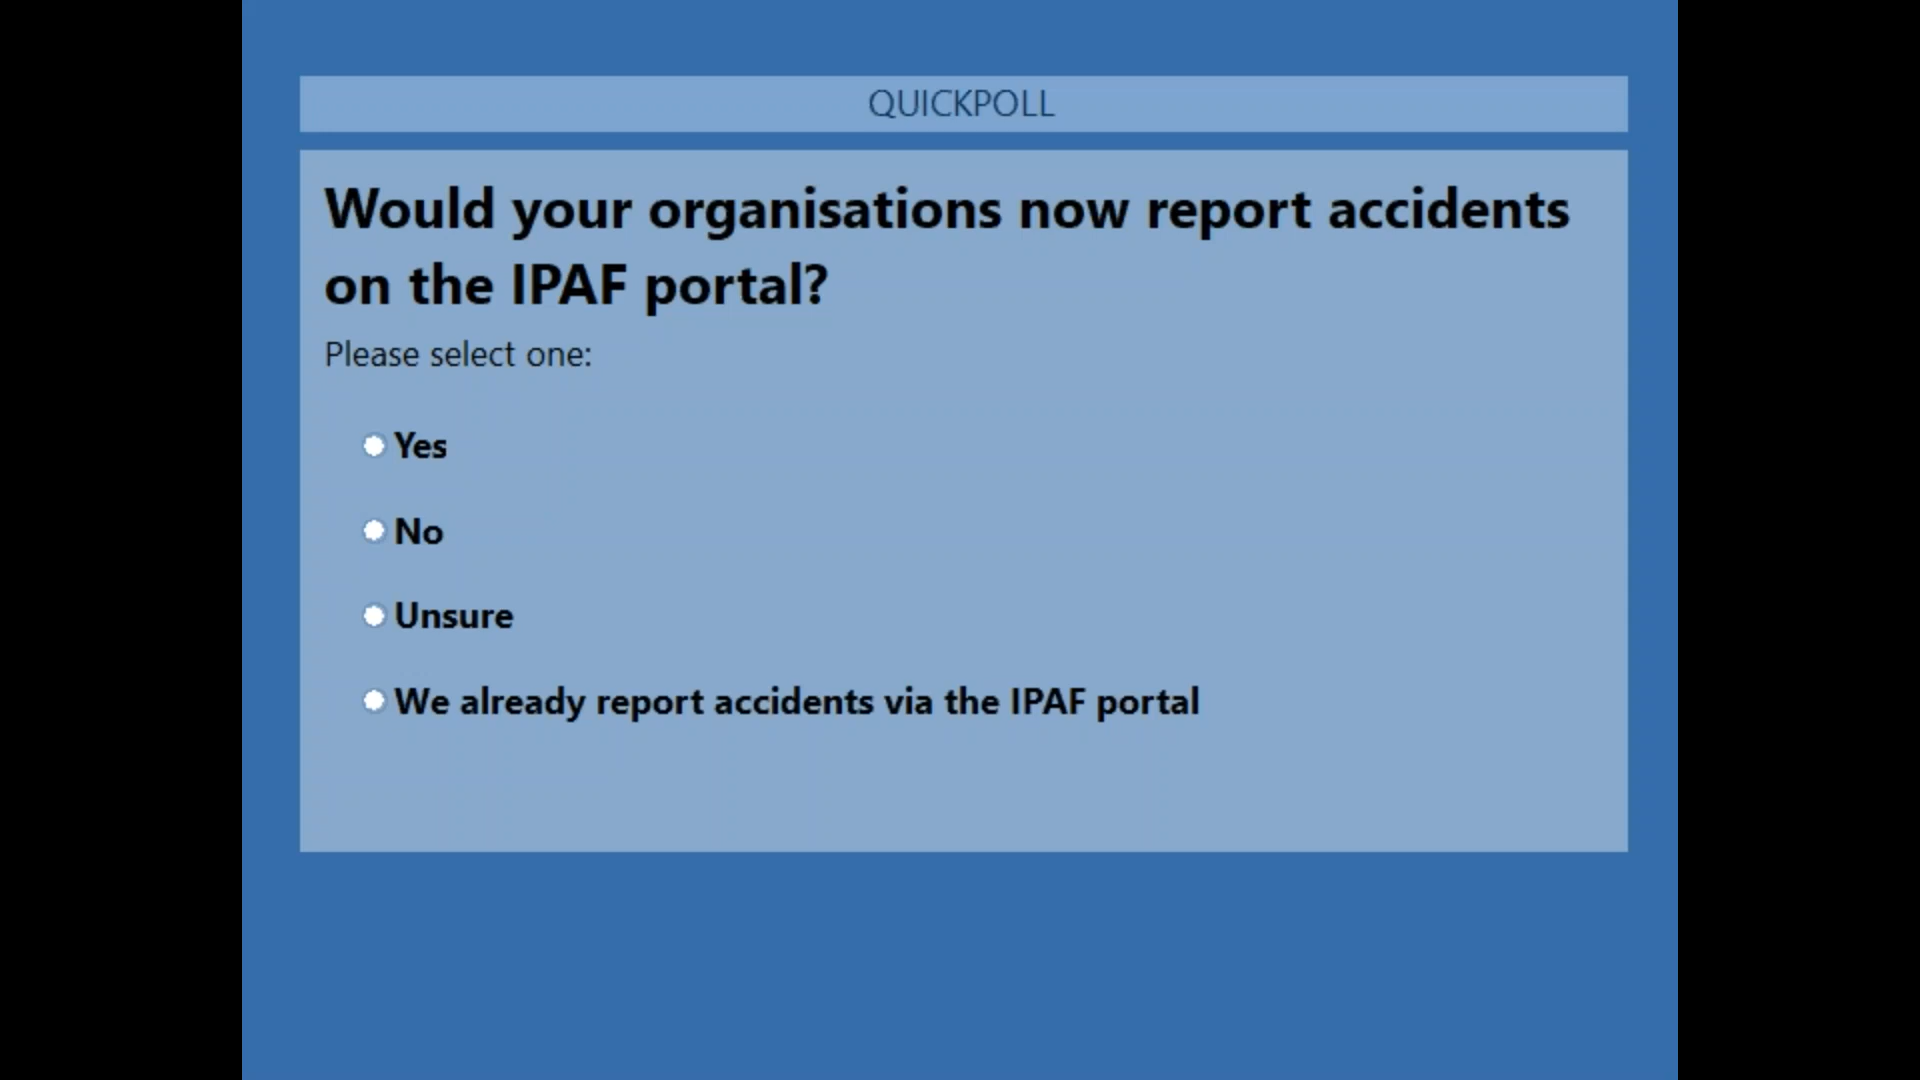 QUICKPOLL
Would your organisations now report accidents
on the IPAF portal?
Please select one:
Yes
No
Unsure
We already report accidents via the IPAF portal